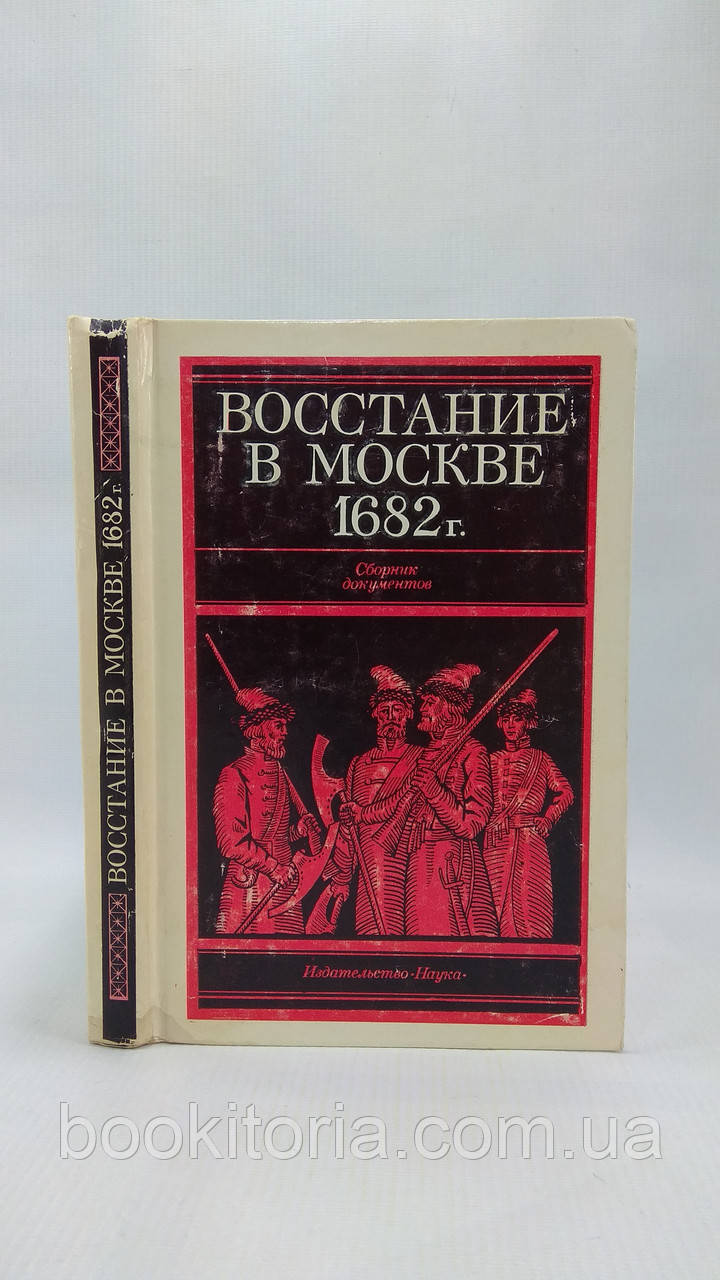 ВОССТАНИЕ В МОСКВЕ 1682 г.
ВОССТАНИЕ
В МОСКВЕ
1682 г.
Сборник
документов
Издательство «Наука»
bookitoria.com.ua